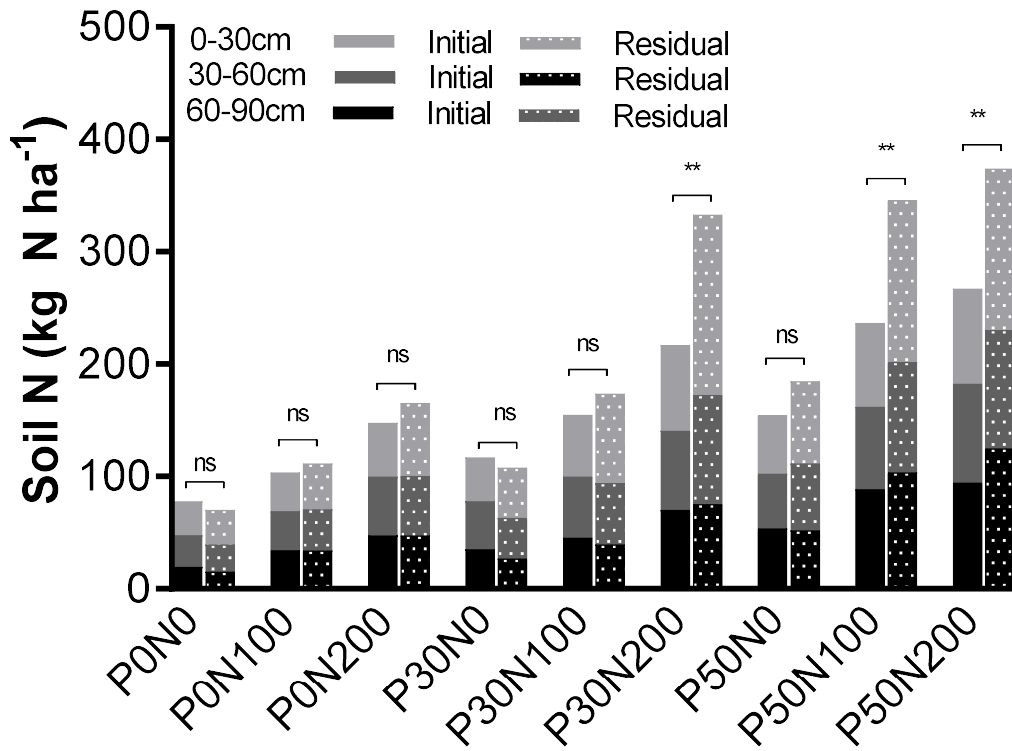 500
400
300
200
100
0
Soil N (kg N ha-1)
0-30cm Initial Residual
30-60cm Initial Residual
60-90cm Initial Residual
ns
ns
ns
ns
ns
**
ns
**
**
P0N0
P0N100
P0N200
P30N0
P30N100
P30N200
P50N0
P50N100
P50N200